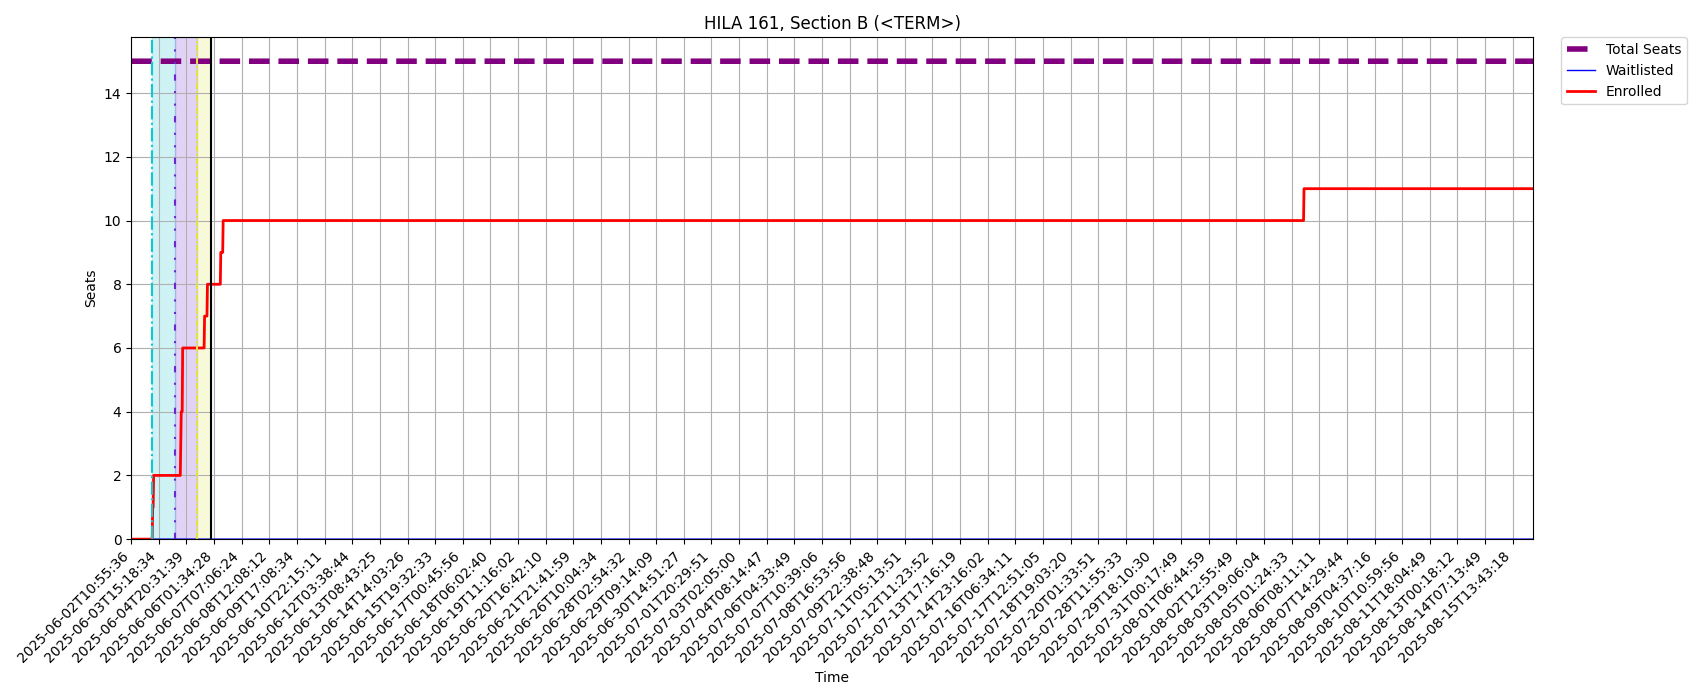 HILA 161, Section B (<TERM>)
Total Seats
Waitlisted
Enrolled
Seats
14
12
10
8
6
4
2
0
2025-06-02T10:55:36
2025-06-03T15:18:34
2025-06-04T20:31:39
2025-06-06T01:34:28
2025-06-07T07:06:24
2025-06-08T12:08:12
2025-06-09T17:08:34
2025-06-10T22:15:11
2025-06-12T03:38:44
2025-06-13T08:43:25
2025-06-14T14:03:26
2025-06-15T19:32:33
2025-06-17T00:45:56
2025-06-18T06:02:40
2025-06-19T11:16:02
2025-06-20T16:42:10
2025-06-21T21:41:59
2025-06-26T10:04:34
2025-06-28T02:54:32
2025-06-29T09:14:09
2025-06-30T14:51:27
2025-07-01T20:29:51
2025-07-03T02:05:00
2025-07-04T08:14:47
2025-07-06T04:33:49
2025-07-07T10:39:06
2025-07-08T16:53:56
2025-07-09T22:38:48
2025-07-11T05:13:51
2025-07-12T11:23:52
2025-07-13T17:16:19
2025-07-14T23:16:02
2025-07-16T06:34:11
2025-07-17T12:51:05
2025-07-18T19:03:20
2025-07-20T01:33:51
2025-07-28T11:55:33
2025-07-29T18:10:30
2025-07-31T00:17:49
2025-08-01T06:44:59
2025-08-02T12:55:49
2025-08-03T19:06:04
2025-08-05T01:24:33
2025-08-06T08:11:11
2025-08-07T14:29:44
2025-08-09T04:37:16
2025-08-10T10:59:56
2025-08-11T18:04:49
2025-08-13T00:18:12
2025-08-14T07:13:49
2025-08-15T13:43:18
Time